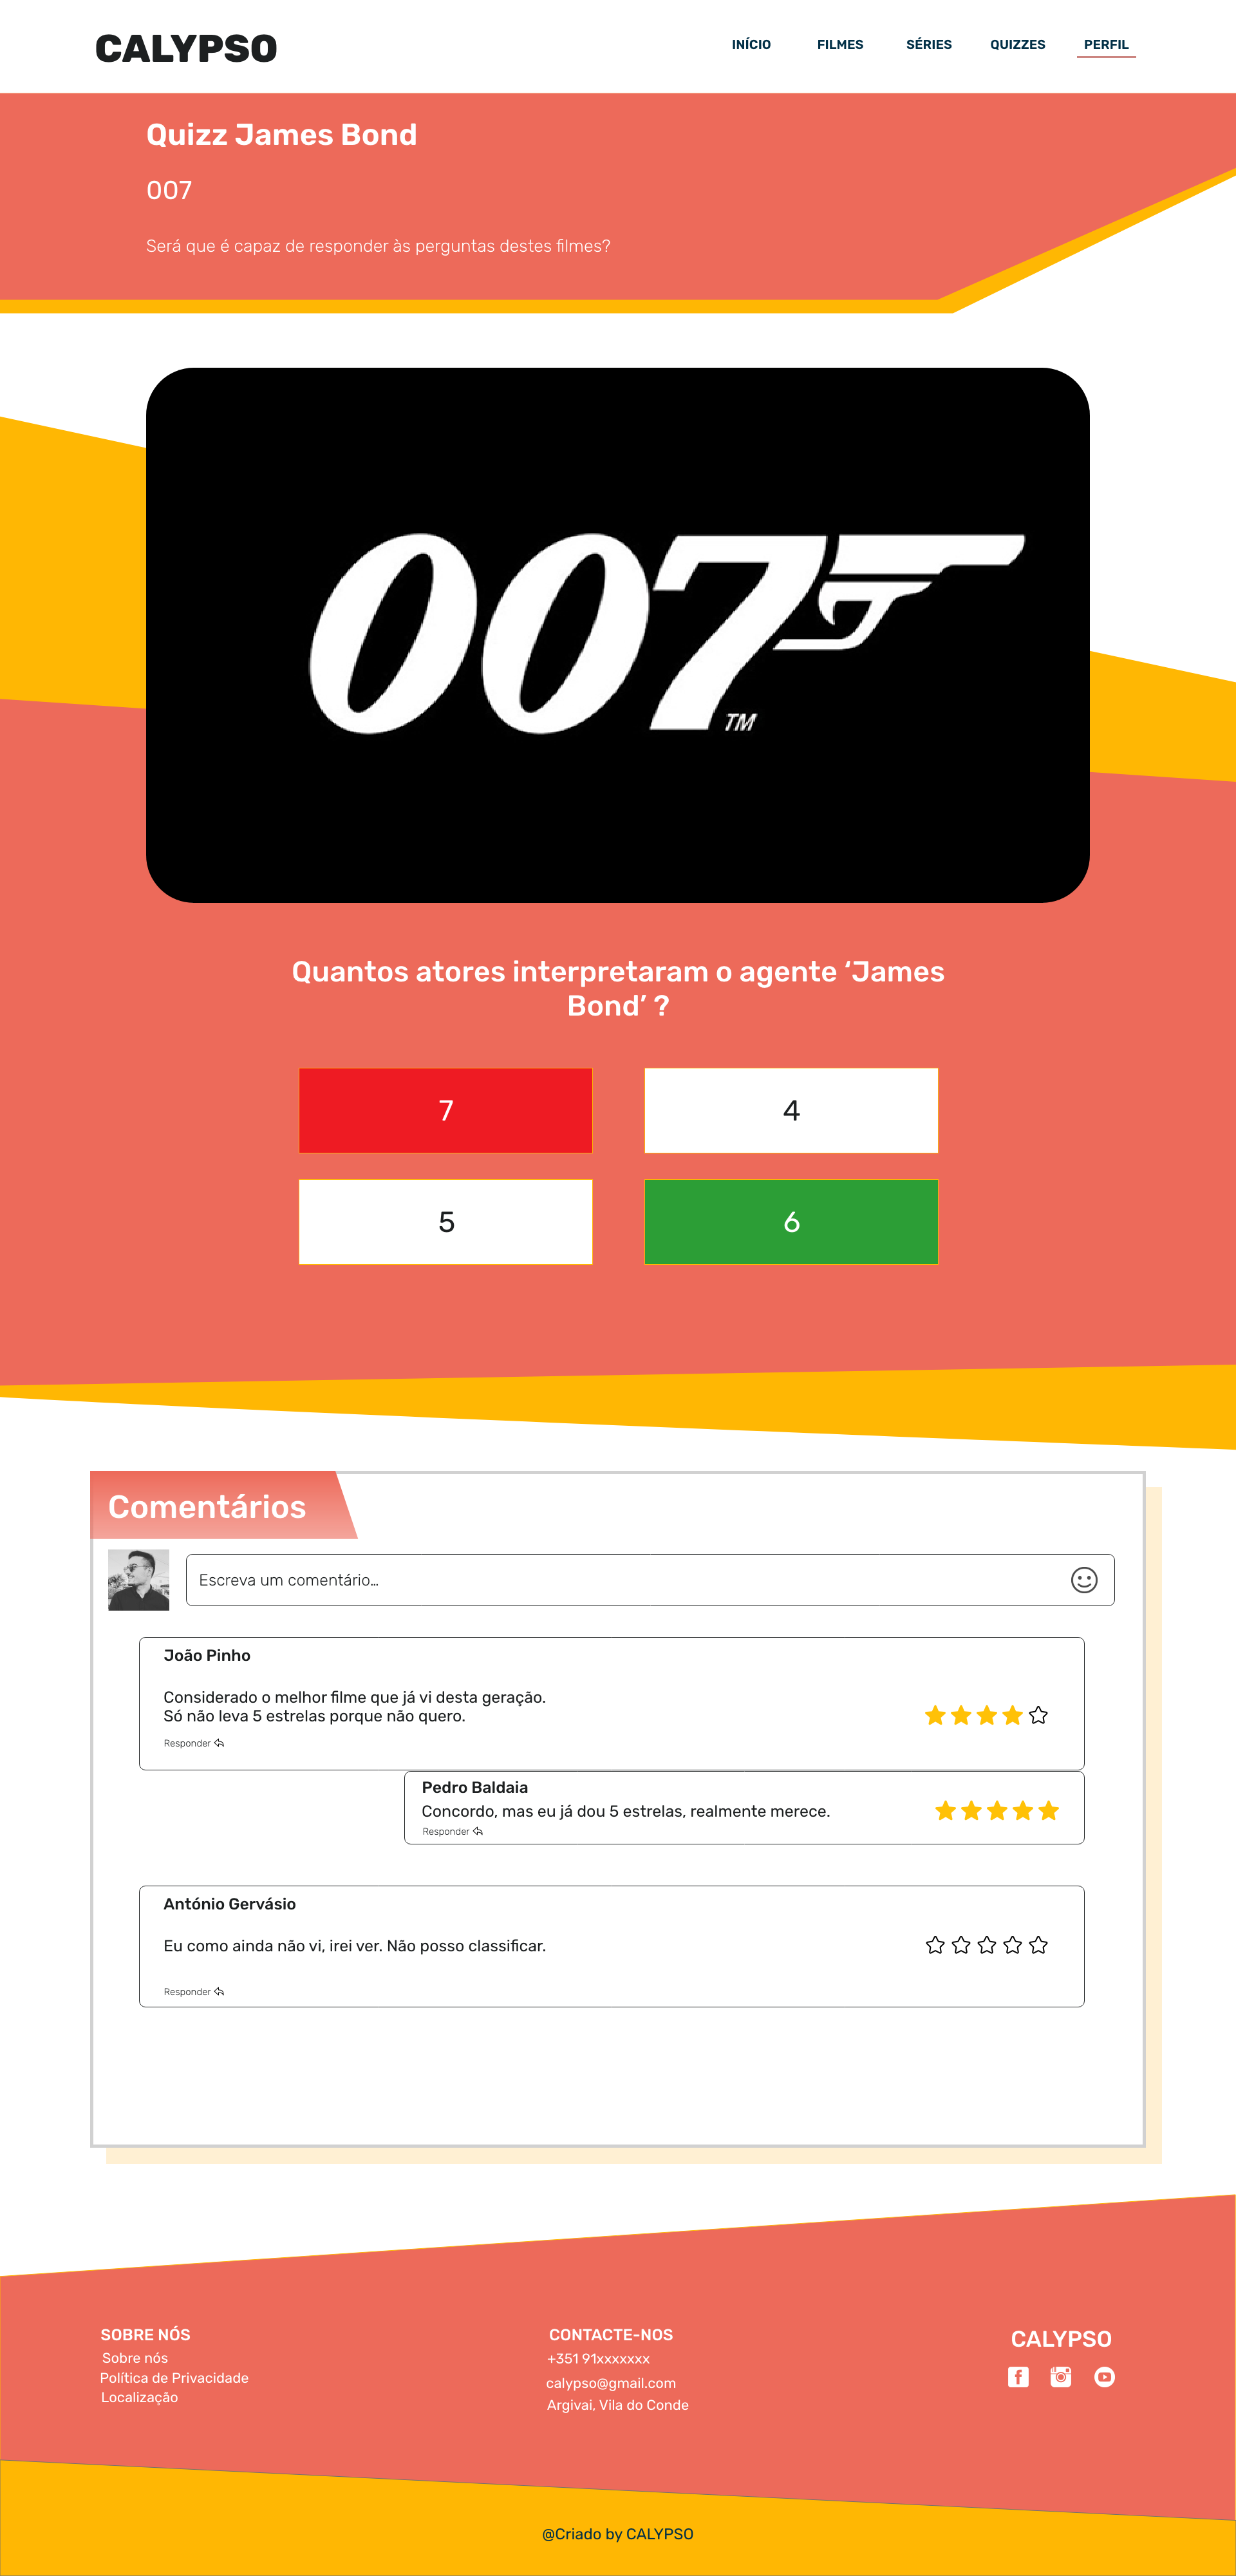 CALYPSO
INÍCIO FILMES SÉRIES QUIZZES PERFIL
Quizz James Bond
007
Será que é capaz de responder às perguntas destes filmes?
007
TM
Quantos atores interpretaram o agente ‘James
Bond’ ?
7
4
5
6
Comentários
Escreva um comentário...
João Pinho
Considerado o melhor filme que já vi desta geração.
Só não leva 5 estrelas porque não quero.
Responder
Pedro Baldaia
Concordo, mas eu já dou 5 estrelas, realmente merece.
Responder
António Gervásio
Eu como ainda não vi, irei ver. Não posso classificar.
Responder
SOBRE NÓS
Sobre nós
Política de Privacidade
Localização
CONTACTE-NOS
+351 91xxxxxxx
calypso@gmail.com
Argivai, Vila do Conde
CALYPSO
@Criado by CALYPSO